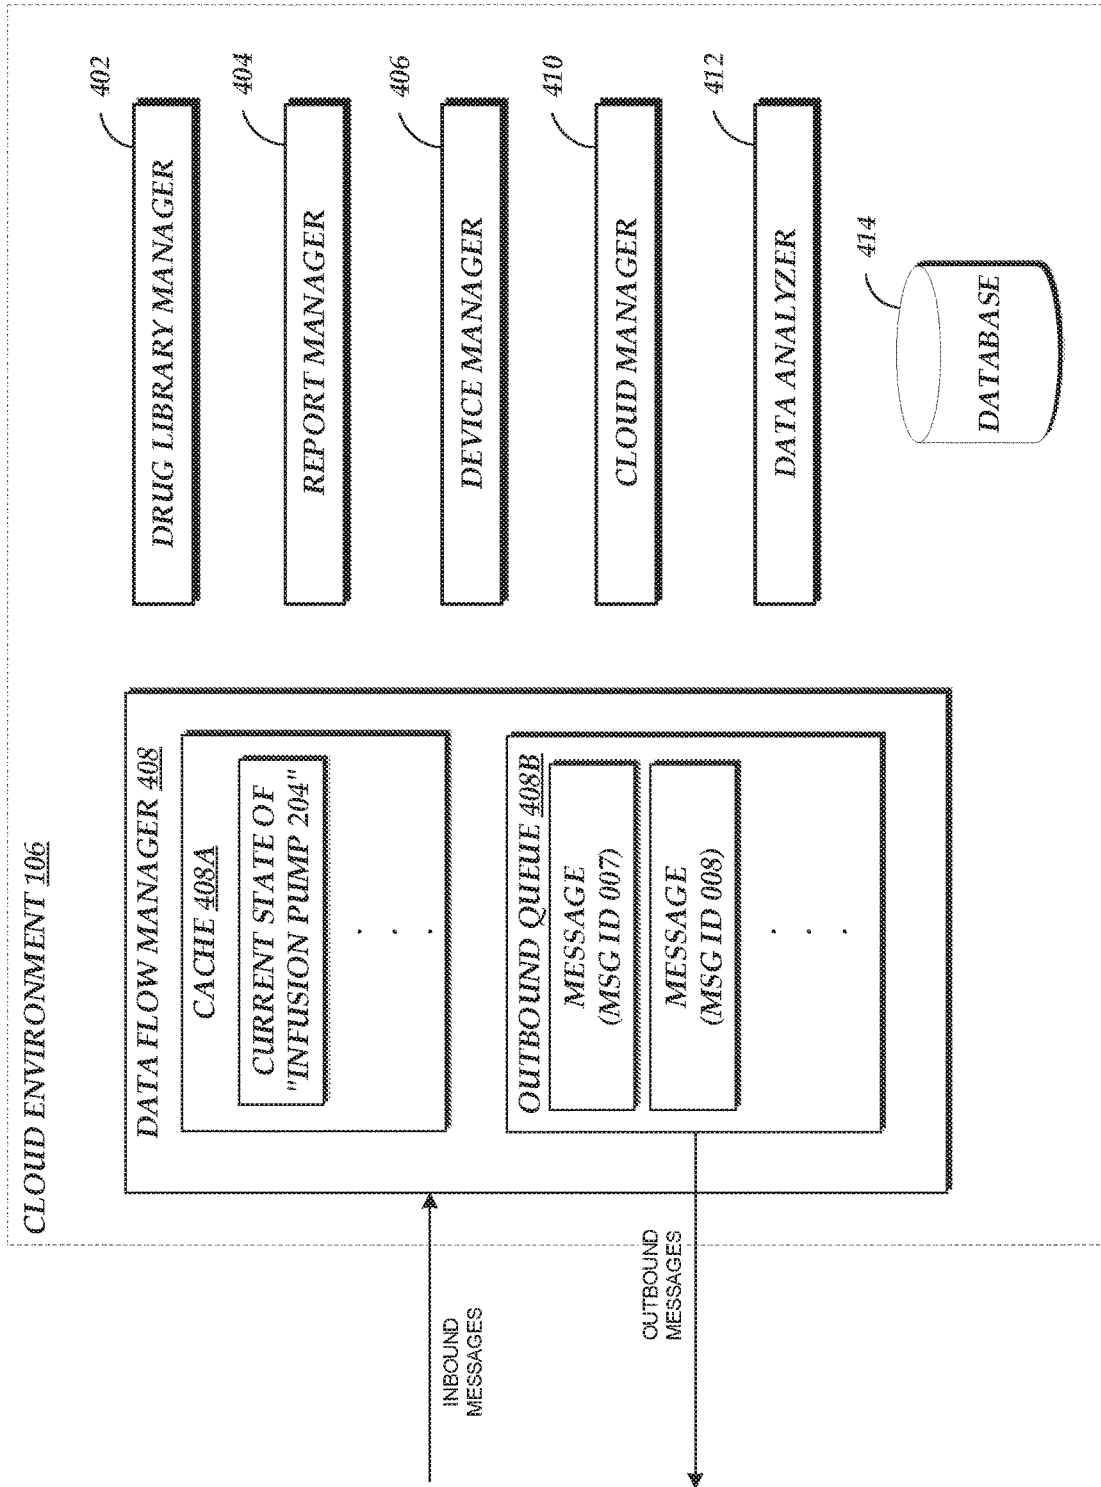 CLOUD ENVIRONMENT 106
DATA FLOW MANAGER 408
CACHE 408A
CURRENT STATE OF
"INFUSION PUMP 204"
. . .
OUTBOUND QUEUE 408B
MESSAGE
(MSG ID 007)
MESSAGE
(MSG ID 008)
. . .
INBOUND
MESSAGES
OUTBOUND
MESSAGES
402
DRUG LIBRARY MANAGER
404
REPORT MANAGER
406
DEVICE MANAGER
410
CLOUD MANAGER
412
DATA ANALYZER
414
DATABASE